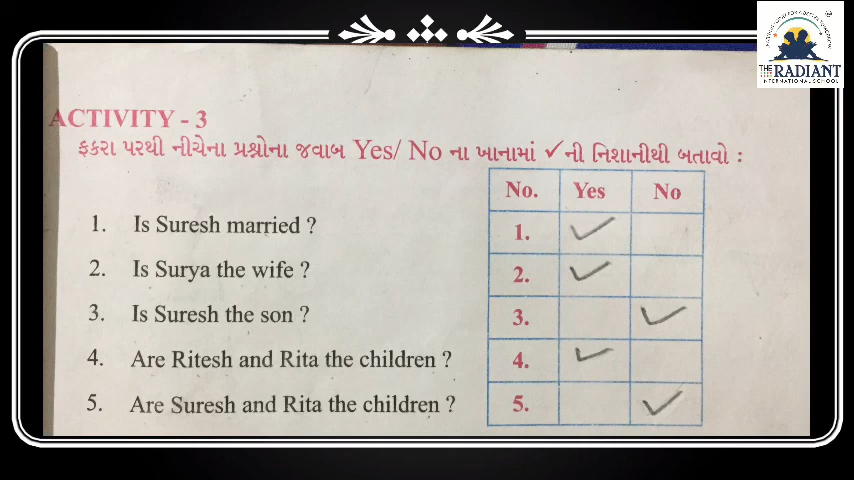 THE RADIANT
INTERNATIONAL SCHOOL
ACTIVITY - 3
ફકરા પરથી નીચેના પ્રશ્નોના જવાબ Yes/ No ના ખાનામાં ✓ની નિશાનીથી બતાવો :
No. Yes No
1. Is Suresh married ? 1. ✓
2. Is Surya the wife ? 2. ✓
3. Is Suresh the son ? 3. ✓
4. Are Ritesh and Rita the children ? 4. ✓
5. Are Suresh and Rita the children ? 5. ✓